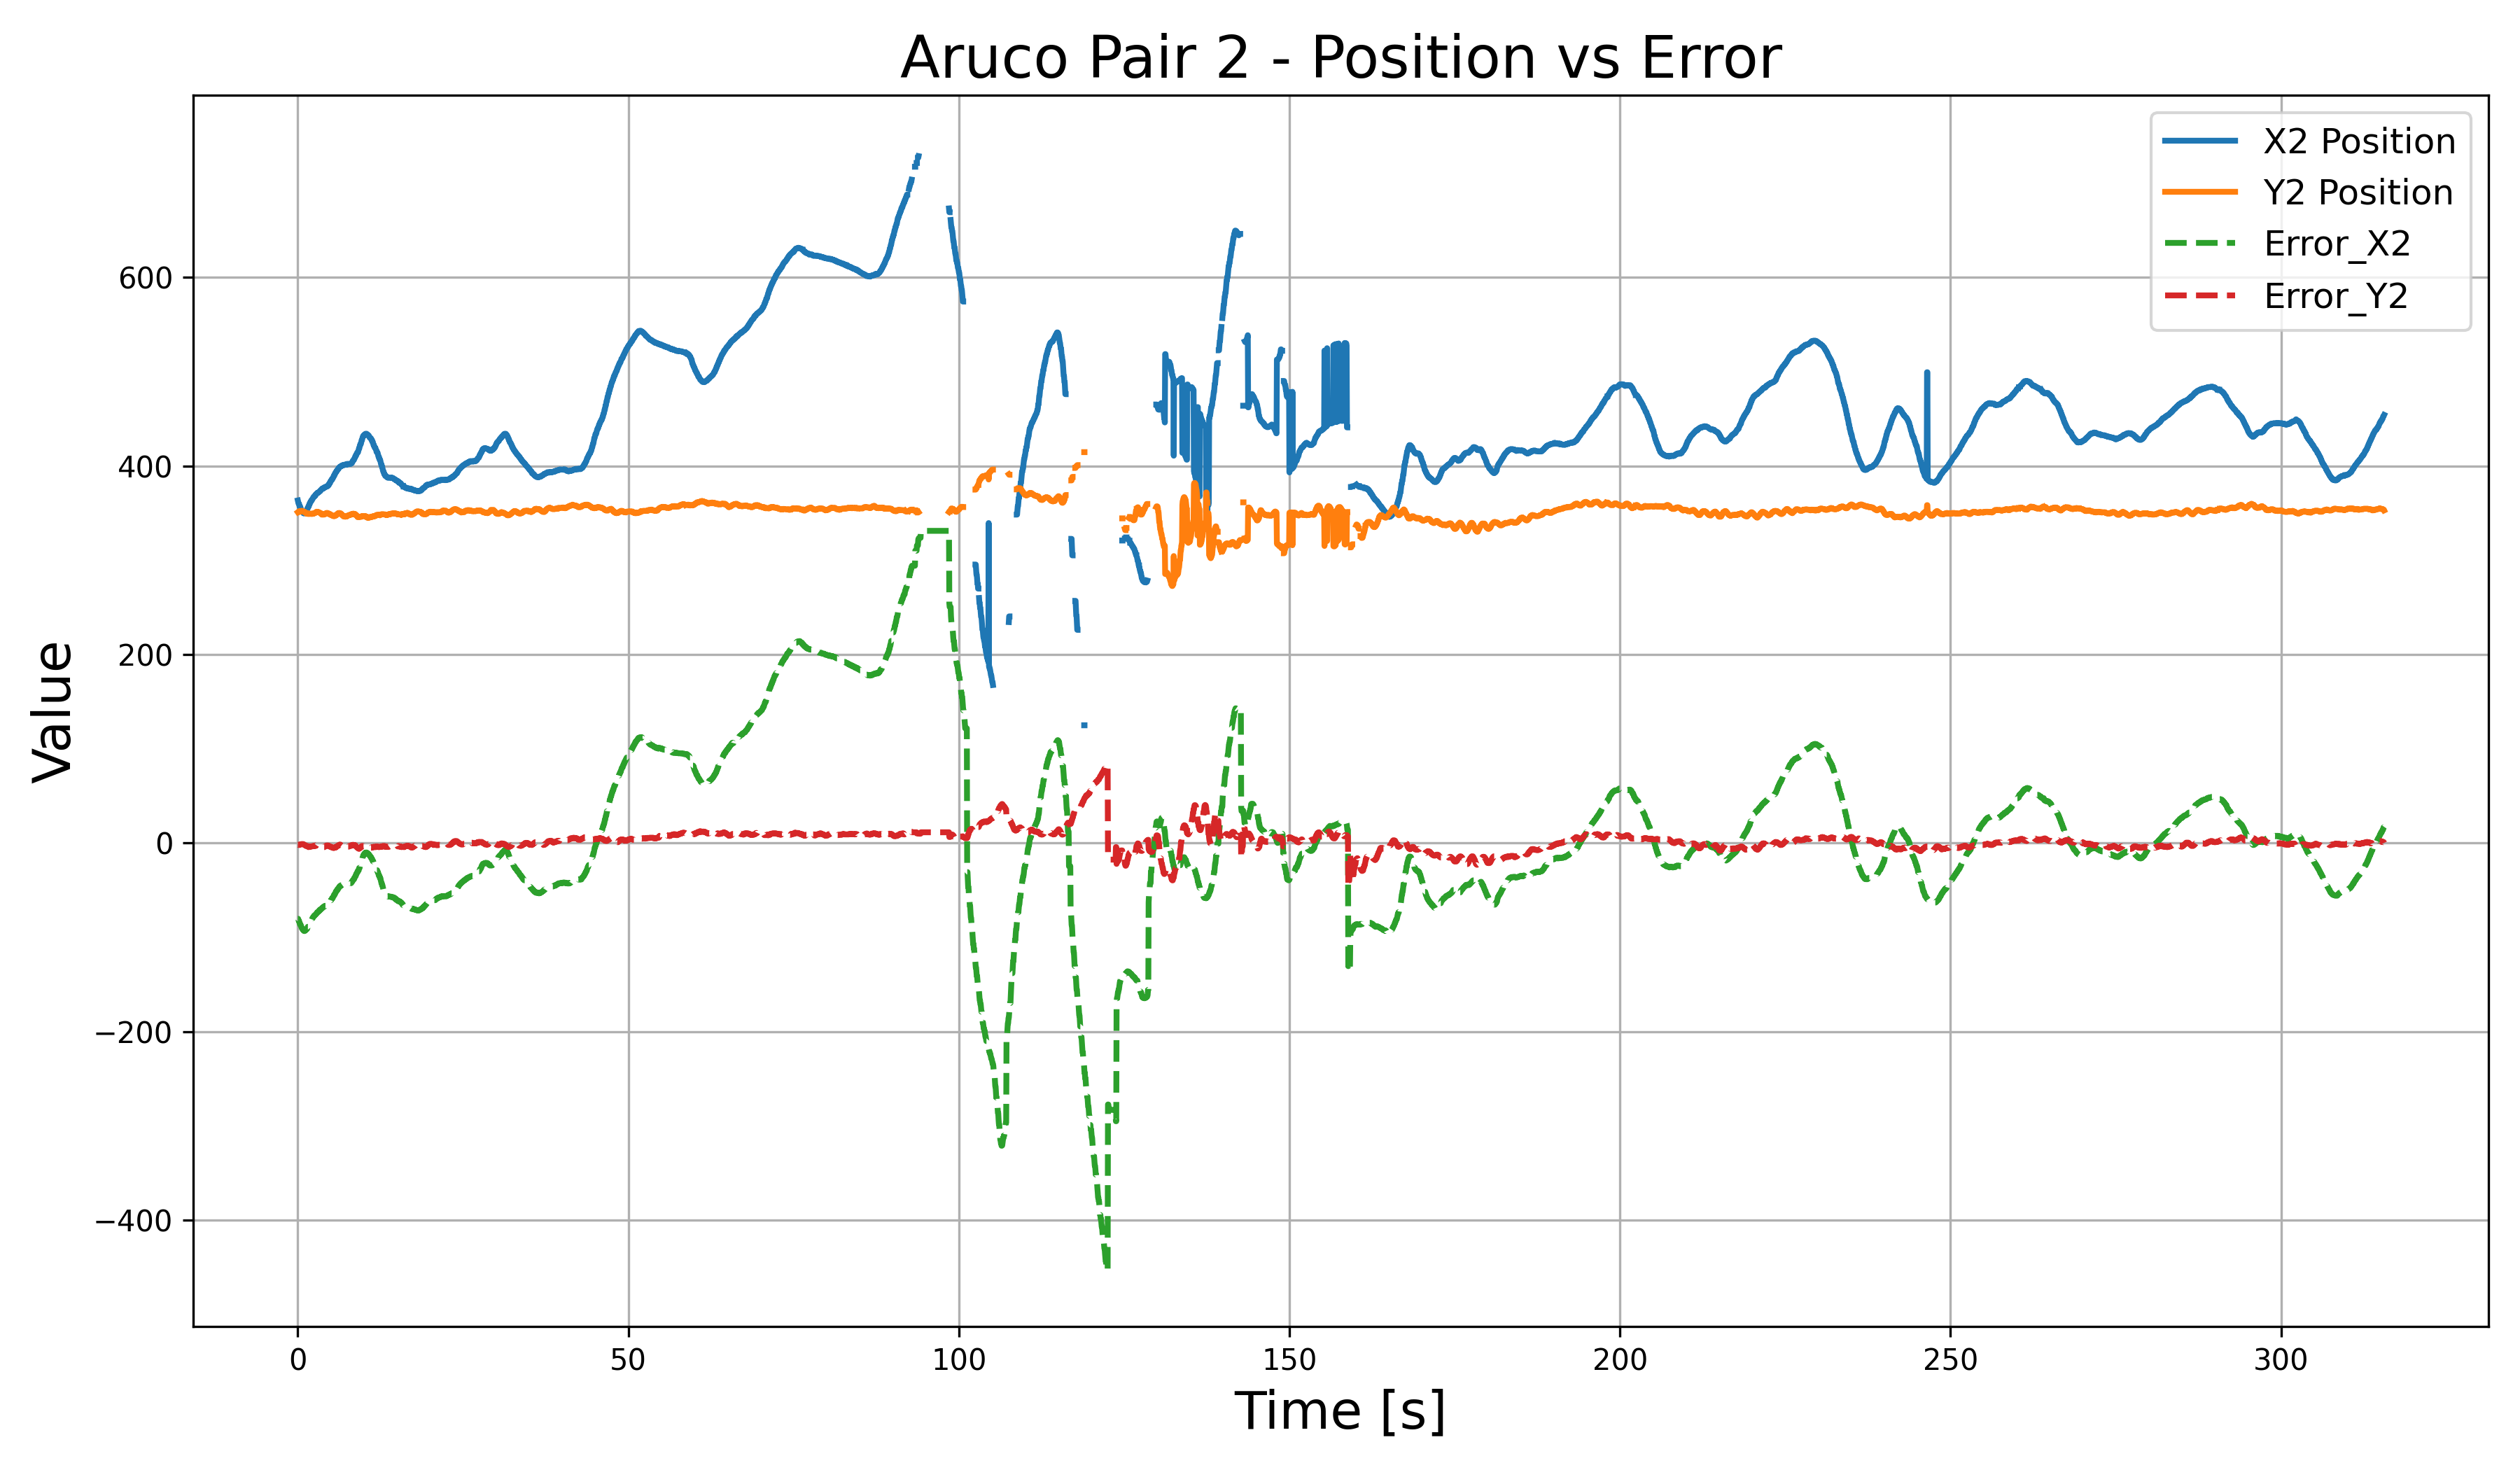 Aruco Pair 2 - Position vs Error
X2 Position
Y2 Position
Error_X2
Error_Y2
Value
600
400
200
0
−200
−400
0
50
100
150
200
250
300
Time [s]